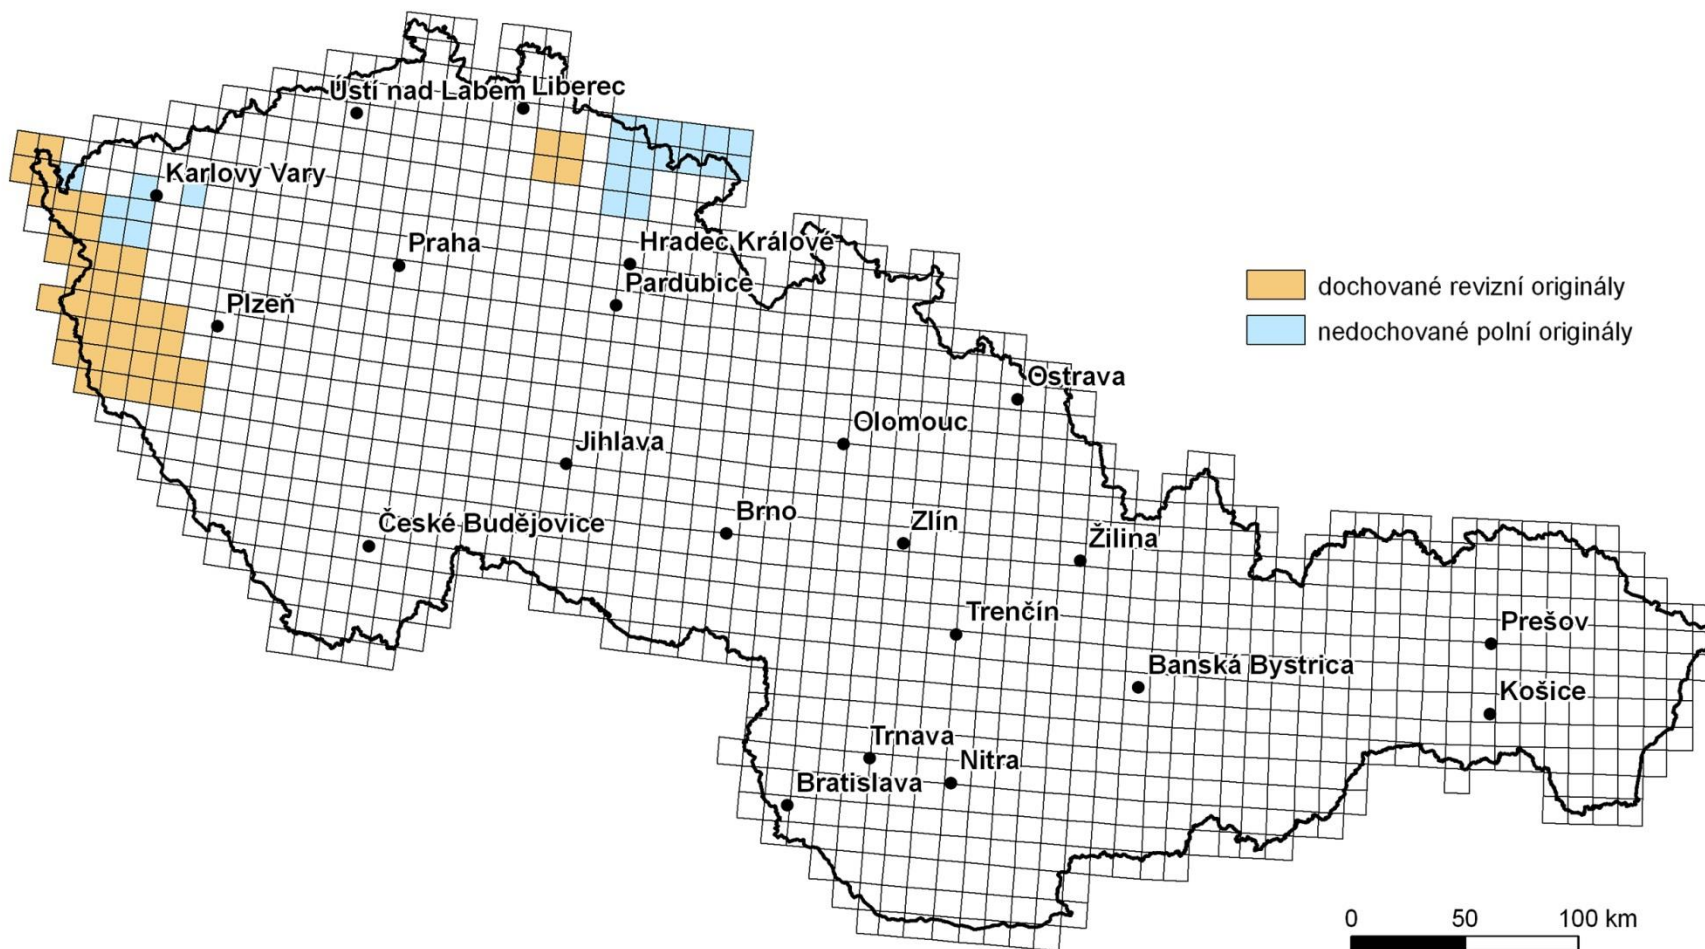 Ústí nad Labem
Liberec
Karlovy Vary
Praha
Hradec Králové
Pardubice
Plzeň
dochované revizní originály
nedochované polní originály
Ostrava
Olomouc
Jihlava
České Budějovice
Brno
Zlín
Žilina
Trenčín
Prešov
Banská Bystrica
Košice
Trnava
Nitra
Bratislava
0 50 100 km